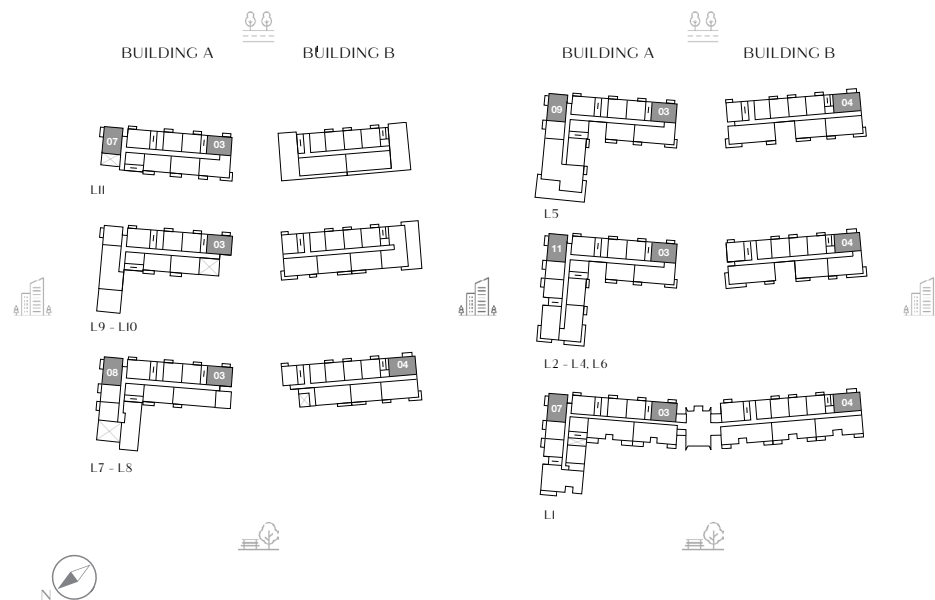 BUILDING A BUILDING B
07 03
L11
03
L9 - L10
08 03 04
L7 - L8
BUILDING A BUILDING B
09 03 04
L5
11 03 04
L2 - L4, L6
07 03 04
L1
N